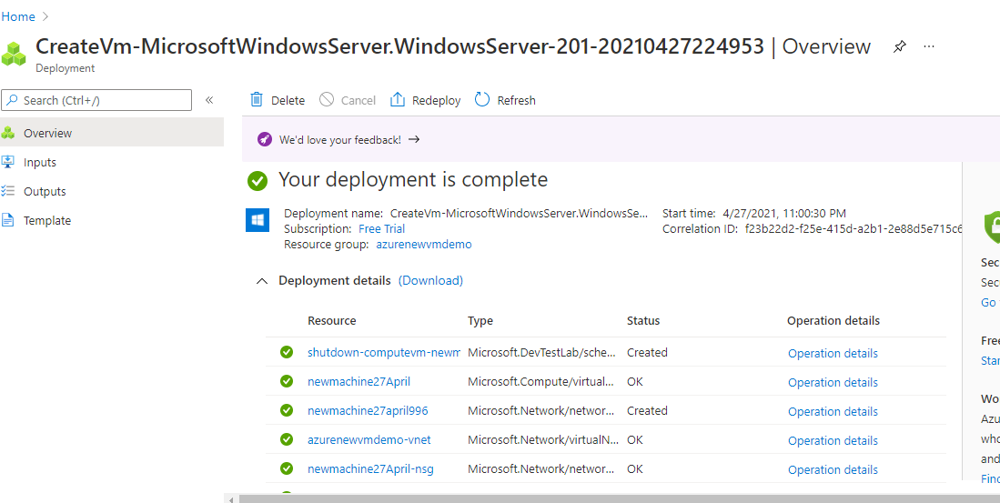 Home >
CreateVm-MicrosoftWindowsServer.WindowsServer-201-20210427224953 | Overview ...
Deployment
Search (Ctrl+/) «
Overview
Inputs
Outputs
Template
Delete Cancel Redeploy Refresh
We'd love your feedback! →
Your deployment is complete
Deployment name: CreateVm-MicrosoftWindowsServer.WindowsSe... Start time: 4/27/2021, 11:00:30 PM
Subscription: Free Trial Correlation ID: f23b22d2-f25e-415d-a2b1-2e88d5e715c6
Resource group: azurenewvmdemo
Deployment details (Download)
Resource Type Status Operation details
shutdown-computevm-newm Microsoft.DevTestLab/sche... Created Operation details
newmachine27April Microsoft.Compute/virtual... OK Operation details
newmachine27april996 Microsoft.Network/networ... Created Operation details
azurenewvmdemo-vnet Microsoft.Network/virtualN... OK Operation details
newmachine27April-nsg Microsoft.Network/networ... OK Operation details
Sec
Sec
Go
Free
Star
Wo
Azu
who
and
Find